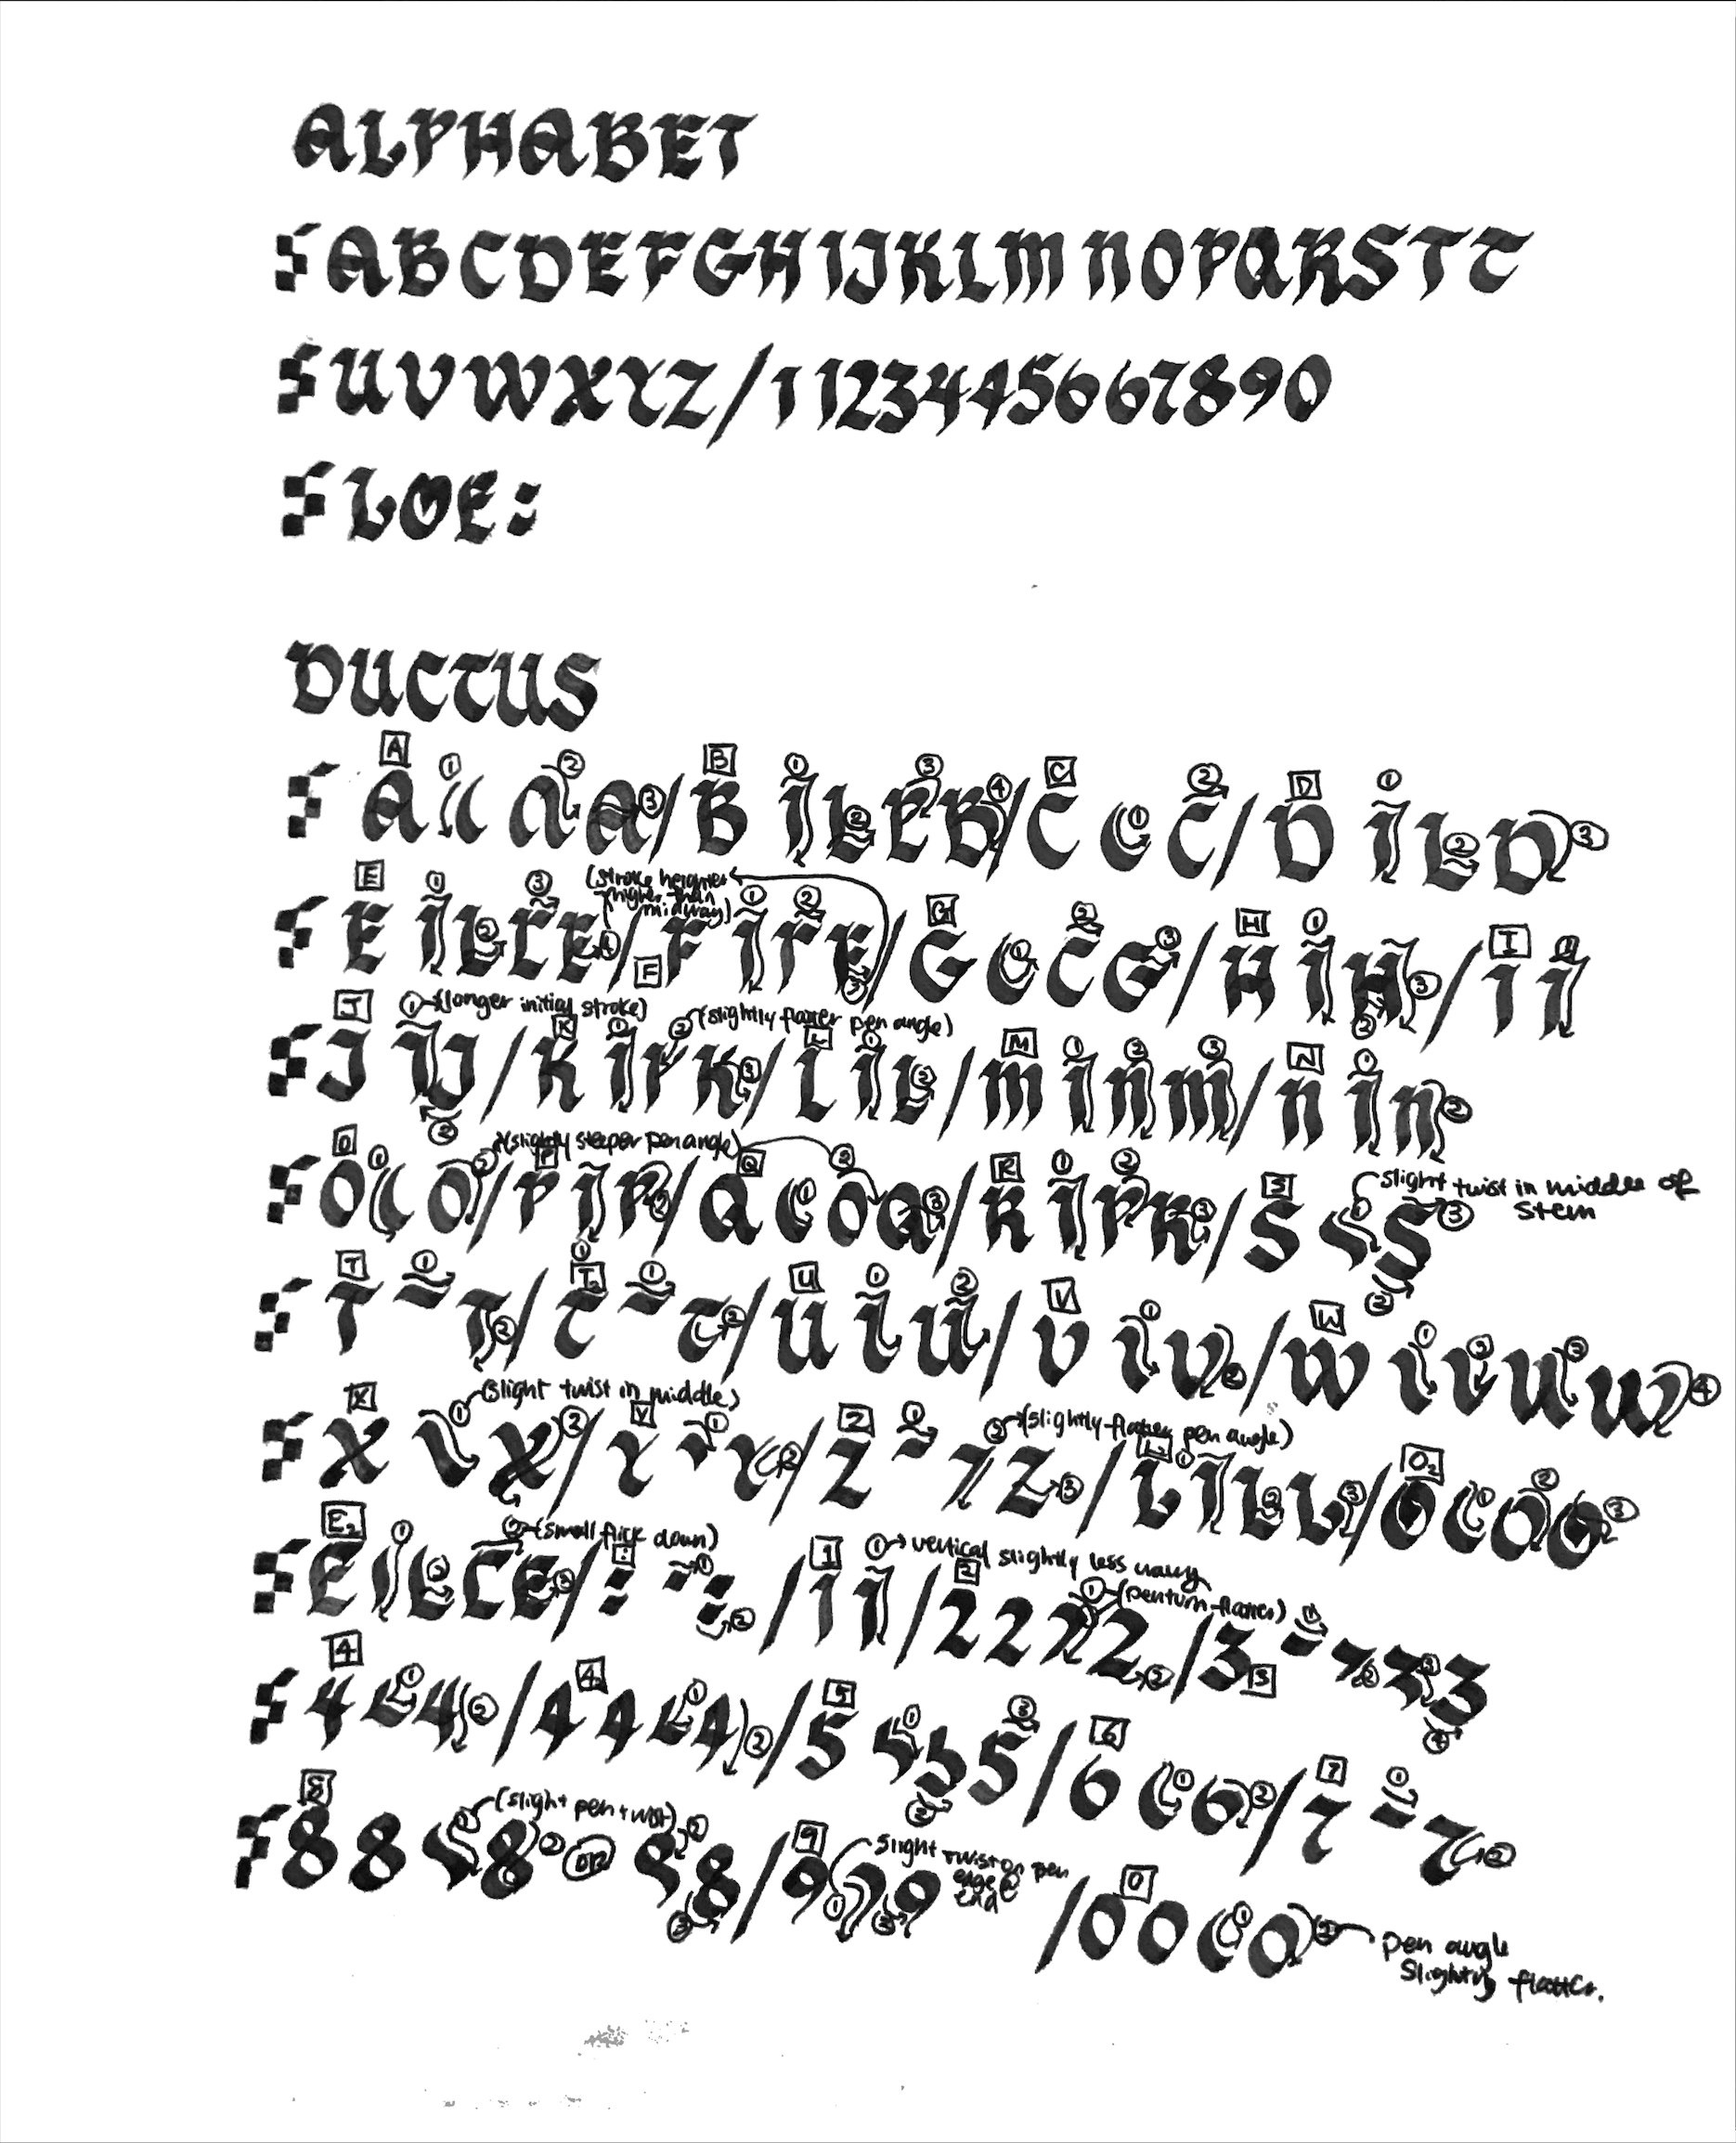 ALPHABET
ABCDEFGHIJKLMNOPQRSTT
UVWXYZ/1123445667890
LOE:
DUCTUS
A A 1 2 3 / B B 1 2 3 4 / C C 1 2 / D D 1 2 3
(stroke height higher than midway)
E E 1 2 3 4 / F F 1 2 3 / G G 1 2 3 / H H 1 2 3 / I I 1
J 1 (longer initial stroke) 2 (slightly flatter pen angle)
J 2 / K K 1 3 / L L 1 2 / M M 1 2 3 / N N 1 2
2 (slightly steeper pen angle)
O O 1 / P P 1 2 / Q Q 1 2 3 / R R 1 2 3 / S S 1 2 3
slight twist in middle of stem
T T 1 2 / T T 1 2 / U U 1 2 / V V 1 2 / W W 1 2 3 4
1 (slight twist in middle) 2 (slightly flatter pen angle)
X X 2 / Y Y 1 2 / Z Z 1 3 / L L 1 2 3 / O2 O 1 2 3
2 (small flick down) 1 vertical slightly less wavy
E2 E 1 2 3 / : : 1 2 / 1 1 / 2 2 1 (penturn flatter) 2 / 3 3 1 2 3 4
4 4 1 2 / 4 4 1 2 / 5 5 1 2 3 / 6 6 1 2 / 7 7 1 2
(slight pen twist) slight twist on pen edge @ end
8 8 1 2 OR 1 2 / 9 9 1 2 / 0 0 1 2
pen angle slightly flatter.